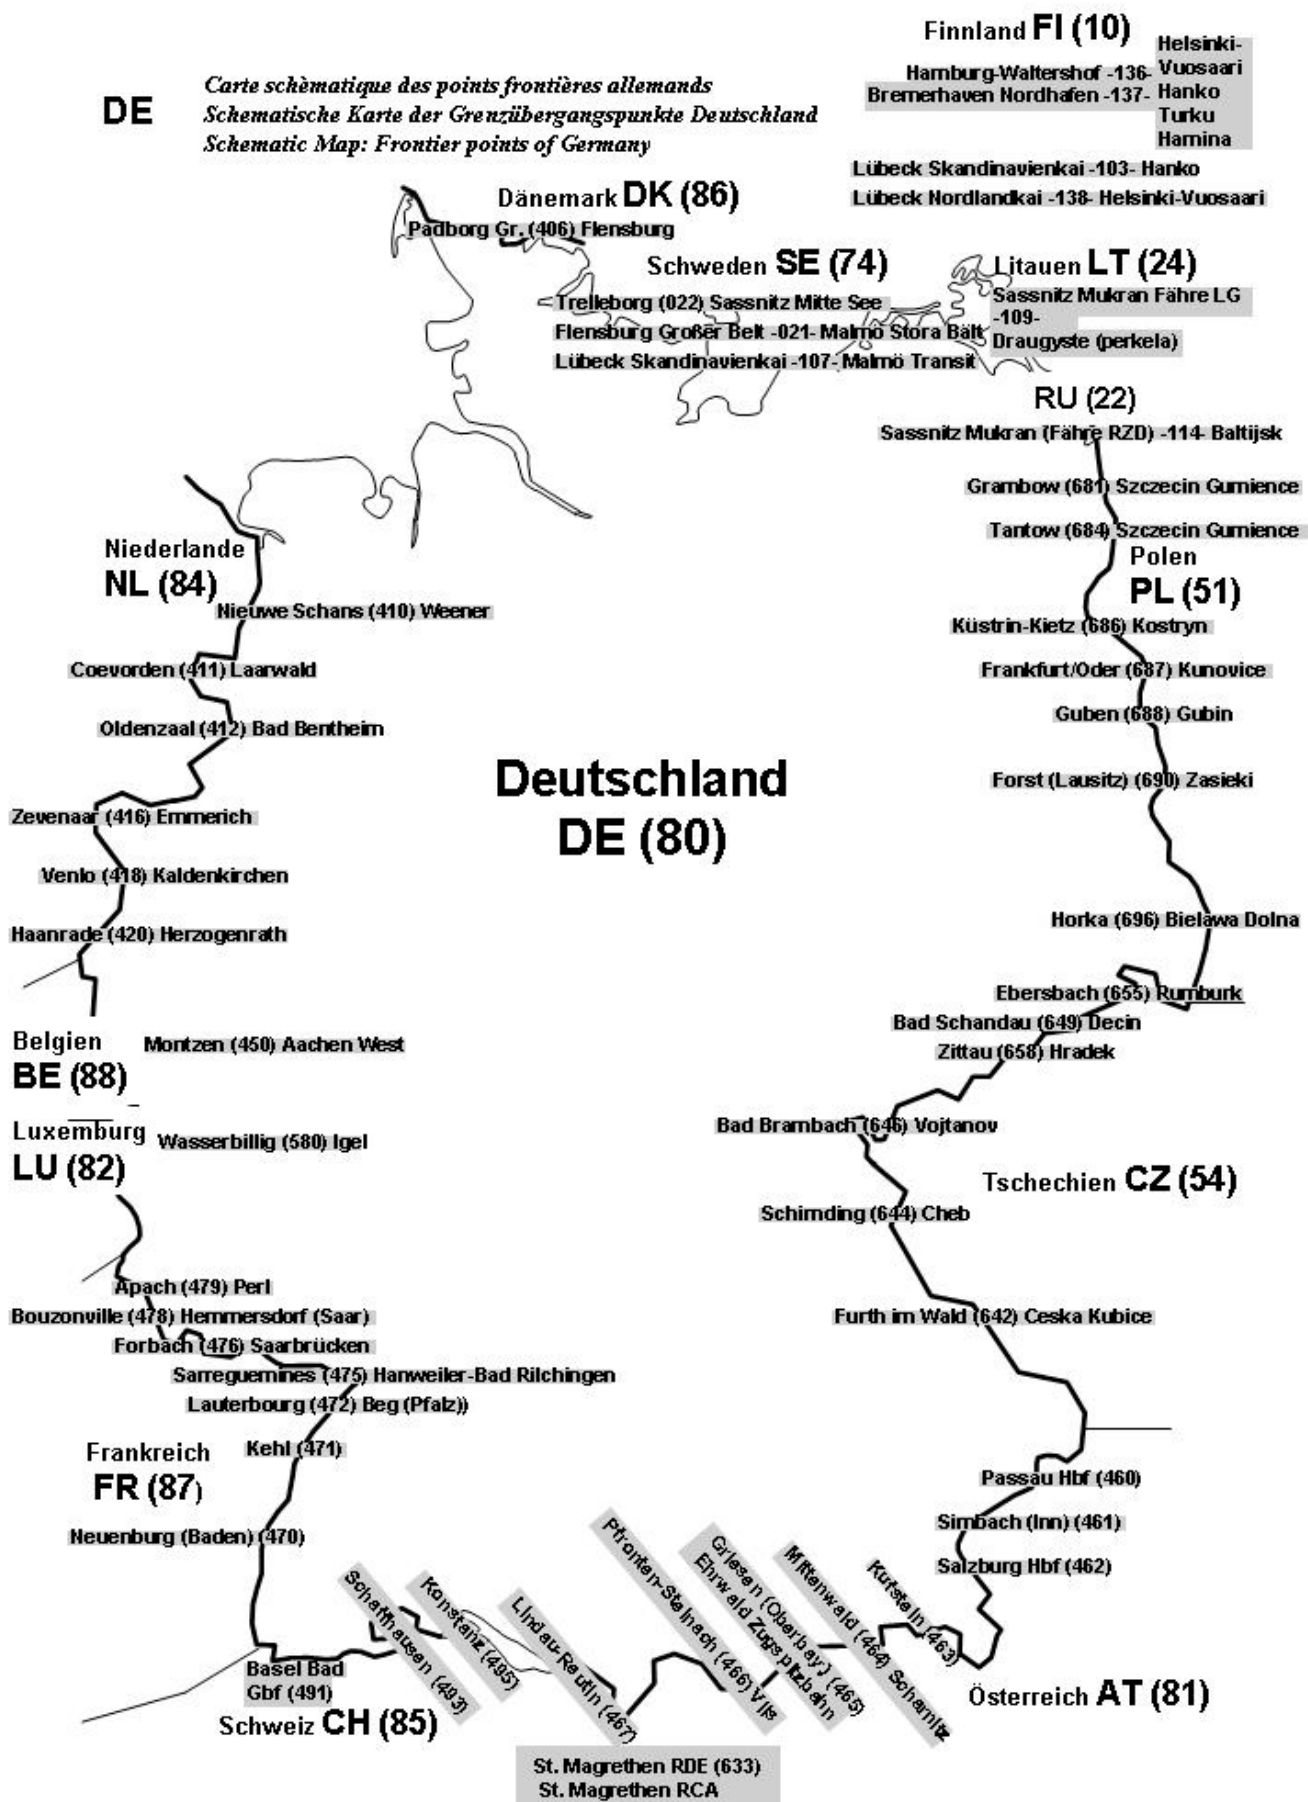 Finnland FI (10)
Helsinki-
Hamburg-Waltershof -136- Vuosaari
Bremerhaven Nordhafen -137- Hanko
Turku
Hamina
DE
Carte schèmatique des points frontières allemands
Schematische Karte der Grenzübergangspunkte Deutschland
Schematic Map: Frontier points of Germany
Lübeck Skandinavienkai -103- Hanko
Lübeck Nordlandkai -138- Helsinki-Vuosaari
Dänemark DK (86)
Padborg Gr. (406) Flensburg
Schweden SE (74)
Trelleborg (022) Sassnitz Mitte See
Flensburg Großer Belt -021- Malmö Stora Bält
Lübeck Skandinavienkai -107- Malmö Transit
Litauen LT (24)
Sassnitz Mukran Fähre LG
-109-
Draugyste (perkela)
RU (22)
Sassnitz Mukran (Fähre RZD) -114- Baltijsk
Grambow (681) Szczecin Gumience
Tantow (684) Szczecin Gumience
Polen
PL (51)
Küstrin-Kietz (686) Kostryn
Frankfurt/Oder (687) Kunovice
Guben (688) Gubin
Forst (Lausitz) (690) Zasieki
Horka (696) Bielawa Dolna
Niederlande
NL (84)
Nieuwe Schans (410) Weener
Coevorden (411) Laarwald
Oldenzaal (412) Bad Bentheim
Zevenaar (416) Emmerich
Venlo (418) Kaldenkirchen
Haanrade (420) Herzogenrath
Deutschland
DE (80)
Ebersbach (655) Rumburk
Bad Schandau (649) Decin
Zittau (658) Hradek
Bad Brambach (646) Vojtanov
Tschechien CZ (54)
Schirnding (644) Cheb
Furth im Wald (642) Ceska Kubice
Belgien
BE (88)
Montzen (450) Aachen West
Luxemburg
LU (82)
Wasserbillig (580) Igel
Apach (479) Perl
Bouzonville (478) Hemmersdorf (Saar)
Forbach (476) Saarbrücken
Sarreguemines (475) Hanweiler-Bad Rilchingen
Lauterbourg (472) Beg (Pfalz))
Frankreich
FR (87)
Kehl (471)
Neuenburg (Baden) (470)
Passau Hbf (460)
Simbach (Inn) (461)
Salzburg Hbf (462)
Basel Bad
Gbf (491)
Schweiz CH (85)
Schaffhausen (493)
Konstanz (495)
Lindau-Reutin (467)
Pfronten-Steinach (466) Vils
Griesen (Oberbay.) (465)
Ehrwald Zugspitzbahn
Mittenwald (464) Scharnitz
Kufstein (463)
Österreich AT (81)
St. Magrethen RDE (633)
St. Magrethen RCA